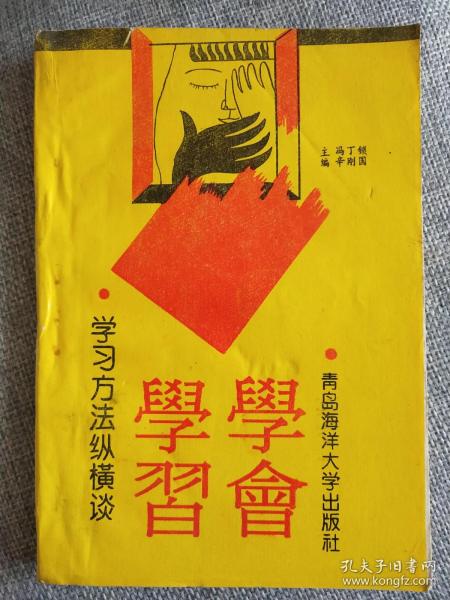 主编 冯辛 丁刚 锁国
學會
學習
·学习方法纵横谈
·青岛海洋大学出版社
孔夫子旧书网
www.kongfz.com